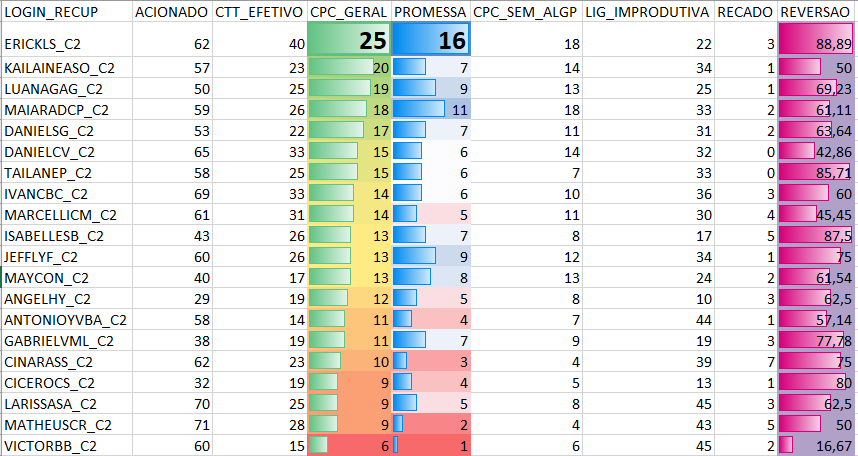 LOGIN_RECUP ACIONADO CTT_EFETIVO CPC_GERAL PROMESSA CPC_SEM_ALGP LIG_IMPRODUTIVA RECADO REVERSAO
ERICKLS_C2 62 40 25 16 18 22 3 88,89
KAILAINEASO_C2 57 23 20 7 14 34 1 50
LUANAGAG_C2 50 25 19 9 13 25 1 69,23
MAIARADCP_C2 59 26 18 11 18 33 2 61,11
DANIELSG_C2 53 22 17 7 11 31 2 63,64
DANIELCV_C2 65 33 15 6 14 32 0 42,86
TAILANEP_C2 58 25 15 6 7 33 0 85,71
IVANCBC_C2 69 33 14 6 10 36 3 60
MARCELLICM_C2 61 31 14 5 11 30 4 45,45
ISABELLESB_C2 43 26 13 7 8 17 5 87,5
JEFFLYF_C2 60 26 13 9 12 34 1 75
MAYCON_C2 40 17 13 8 13 24 2 61,54
ANGELHY_C2 29 19 12 5 8 10 3 62,5
ANTONIOYVBA_C2 58 14 11 4 7 44 1 57,14
GABRIELVML_C2 38 19 11 7 9 19 3 77,78
CINARASS_C2 62 23 10 3 4 39 7 75
CICEROCS_C2 32 19 9 4 5 13 1 80
LARISSASA_C2 70 25 9 5 8 45 3 62,5
MATHEUSCR_C2 71 28 9 2 4 43 5 50
VICTORBB_C2 60 15 6 1 6 45 2 16,67